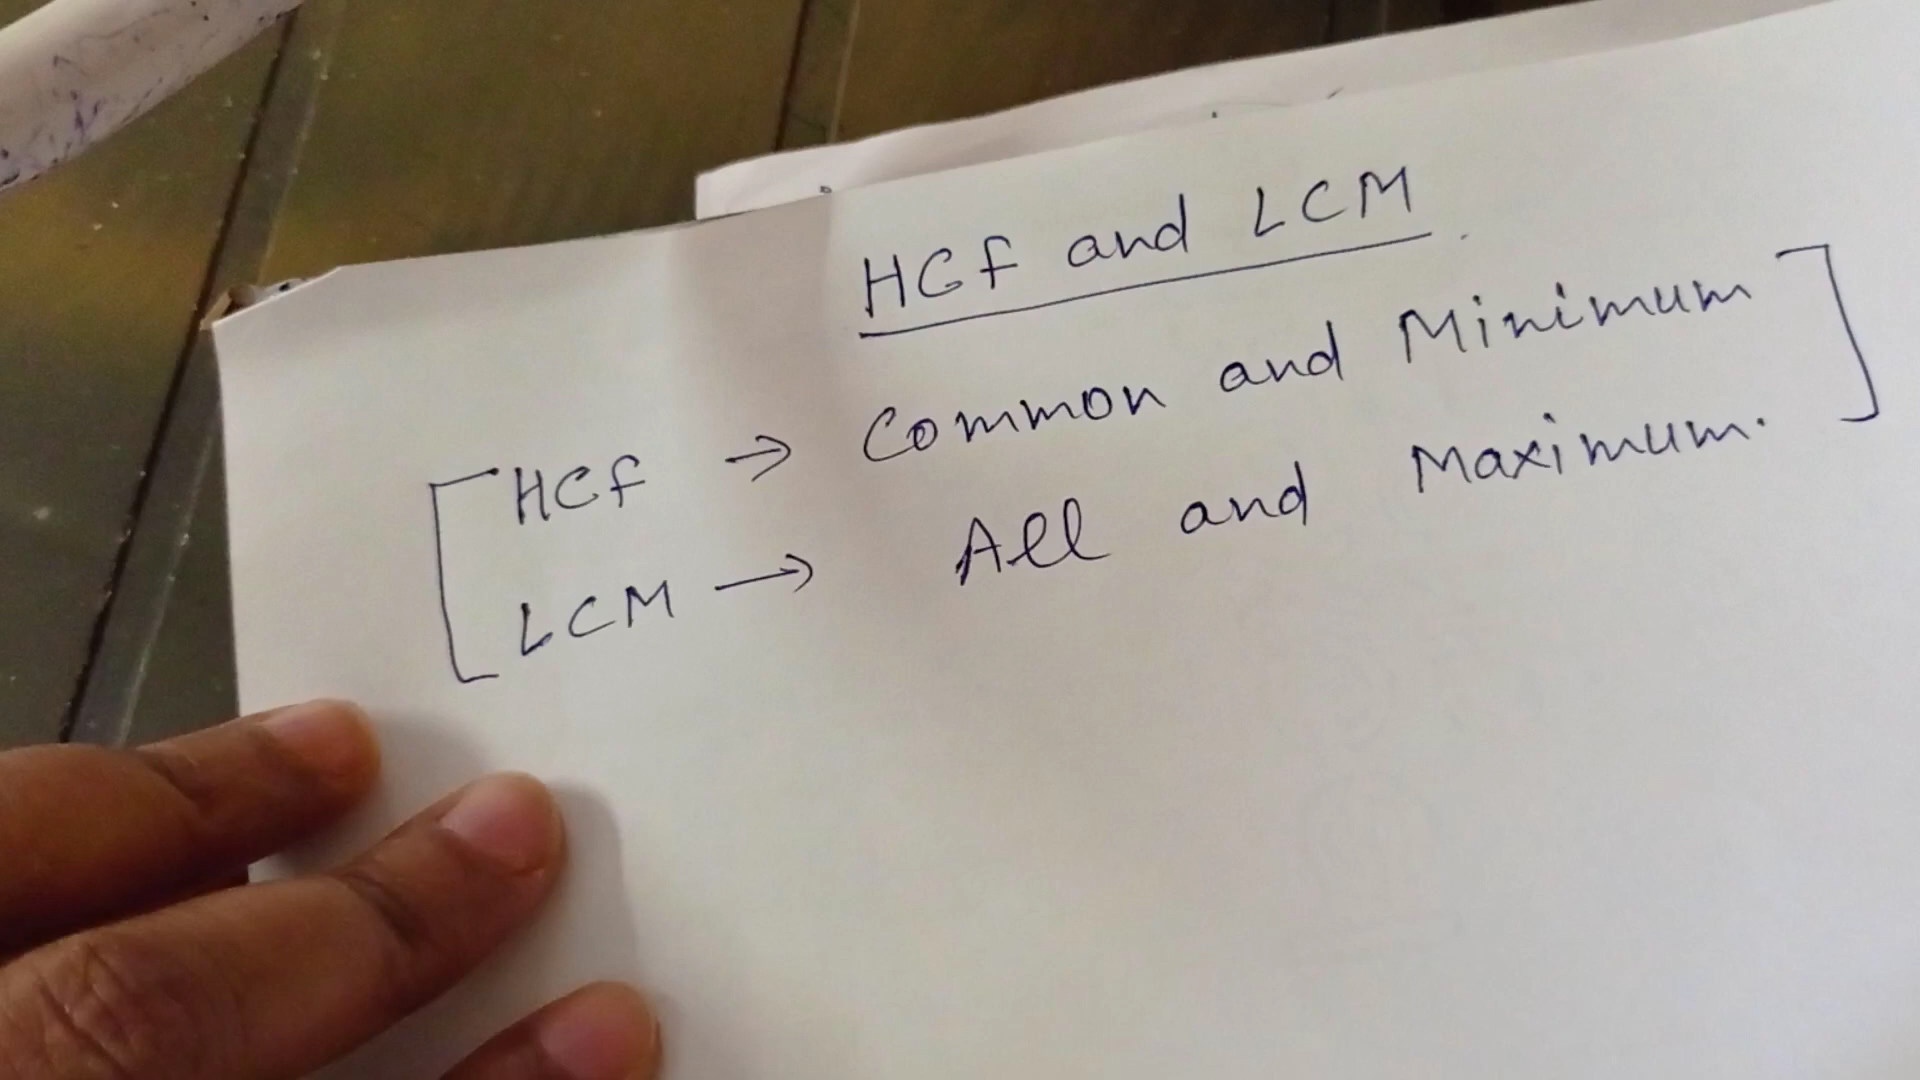 HCF and LCM
HCF → Common and Minimum
LCM → All and Maximum.